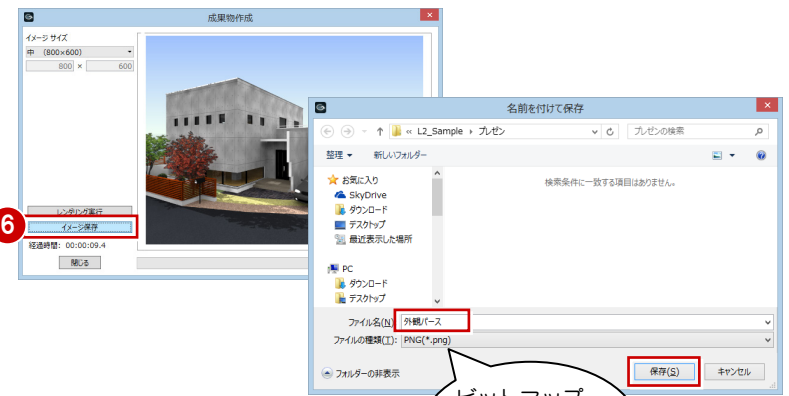 成果物作成
イメージ サイズ
中 (800×600)
800 × 600
レンダリング実行
6
イメージ保存
経過時間: 00:00:09.4
閉じる
名前を付けて保存
« L2_Sample プレゼン
プレゼンの検索
整理 新しいフォルダー
お気に入り
SkyDrive
ダウンロード
デスクトップ
最近表示した場所
PC
ダウンロード
デスクトップ
検索条件に一致する項目はありません。
ファイル名(N): 外観パース
ファイルの種類(T): PNG(*.png)
フォルダーの非表示
保存(S) キャンセル
ビットマップ